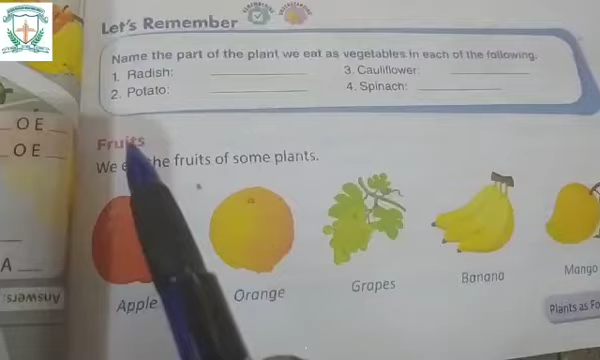 Let's Remember
Name the part of the plant we eat as vegetables in each of the following.
1. Radish:
3. Cauliflower:
2. Potato:
4. Spinach:
OE
OE
Fruits
We the fruits of some plants.
A
Answers:
Apple
Orange
Grapes
Banana
Mango
Plants as Fo